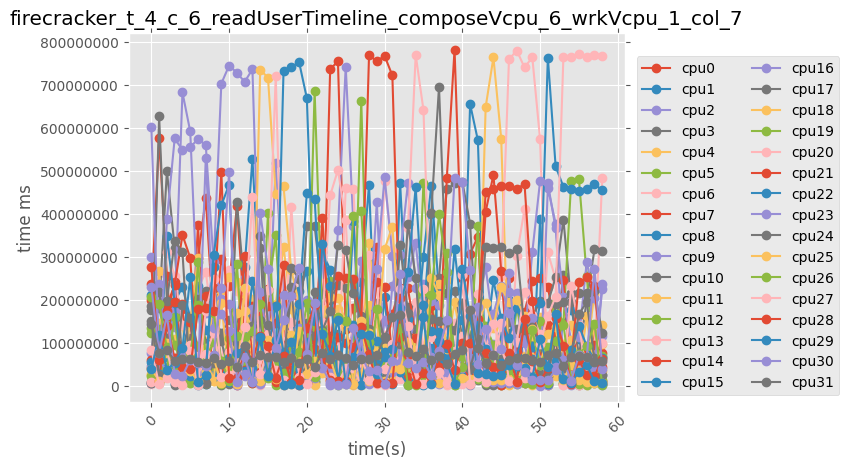 firecracker_t_4_c_6_readUserTimeline_composeVcpu_6_wrkVcpu_1_col_7
800000000
700000000
600000000
500000000
400000000
300000000
200000000
100000000
0
time ms
0
10
20
30
40
50
60
time(s)
cpu0
cpu1
cpu2
cpu3
cpu4
cpu5
cpu6
cpu7
cpu8
cpu9
cpu10
cpu11
cpu12
cpu13
cpu14
cpu15
cpu16
cpu17
cpu18
cpu19
cpu20
cpu21
cpu22
cpu23
cpu24
cpu25
cpu26
cpu27
cpu28
cpu29
cpu30
cpu31